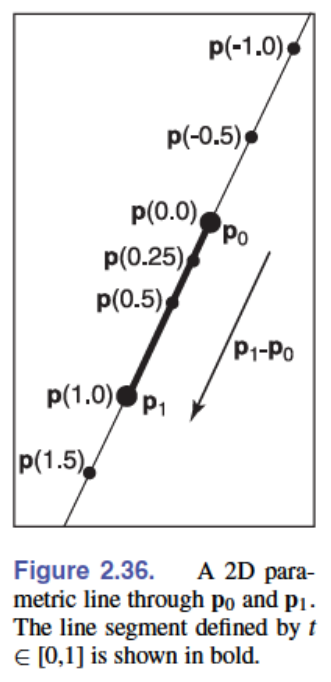 p(-1.0)
p(-0.5)
p(0.0)
p₀
p(0.25)
p(0.5)
p₁-p₀
p(1.0)
p₁
p(1.5)
Figure 2.36. A 2D para-
metric line through p₀ and p₁.
The line segment defined by t
∈ [0,1] is shown in bold.